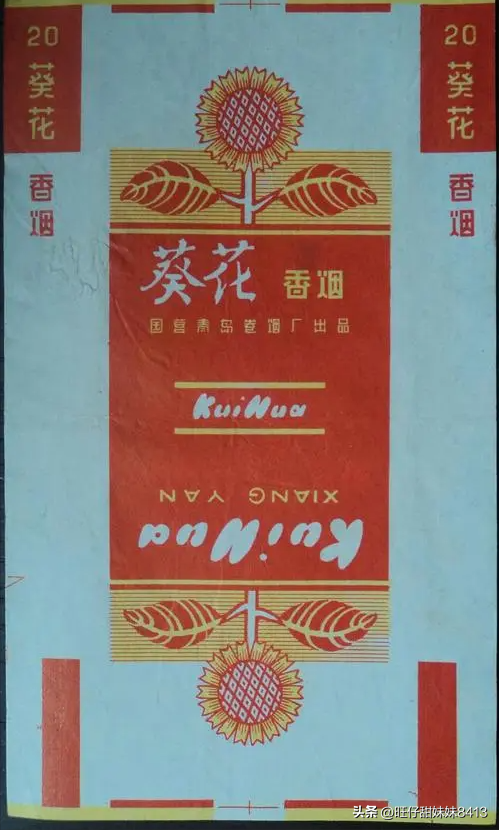 20
葵花
香烟
20
葵花
香烟
葵花 香烟
国营青岛卷烟厂出品
KuiHua
XIANG YAN
KuiHua
头条 @旺仔甜妹妹8413